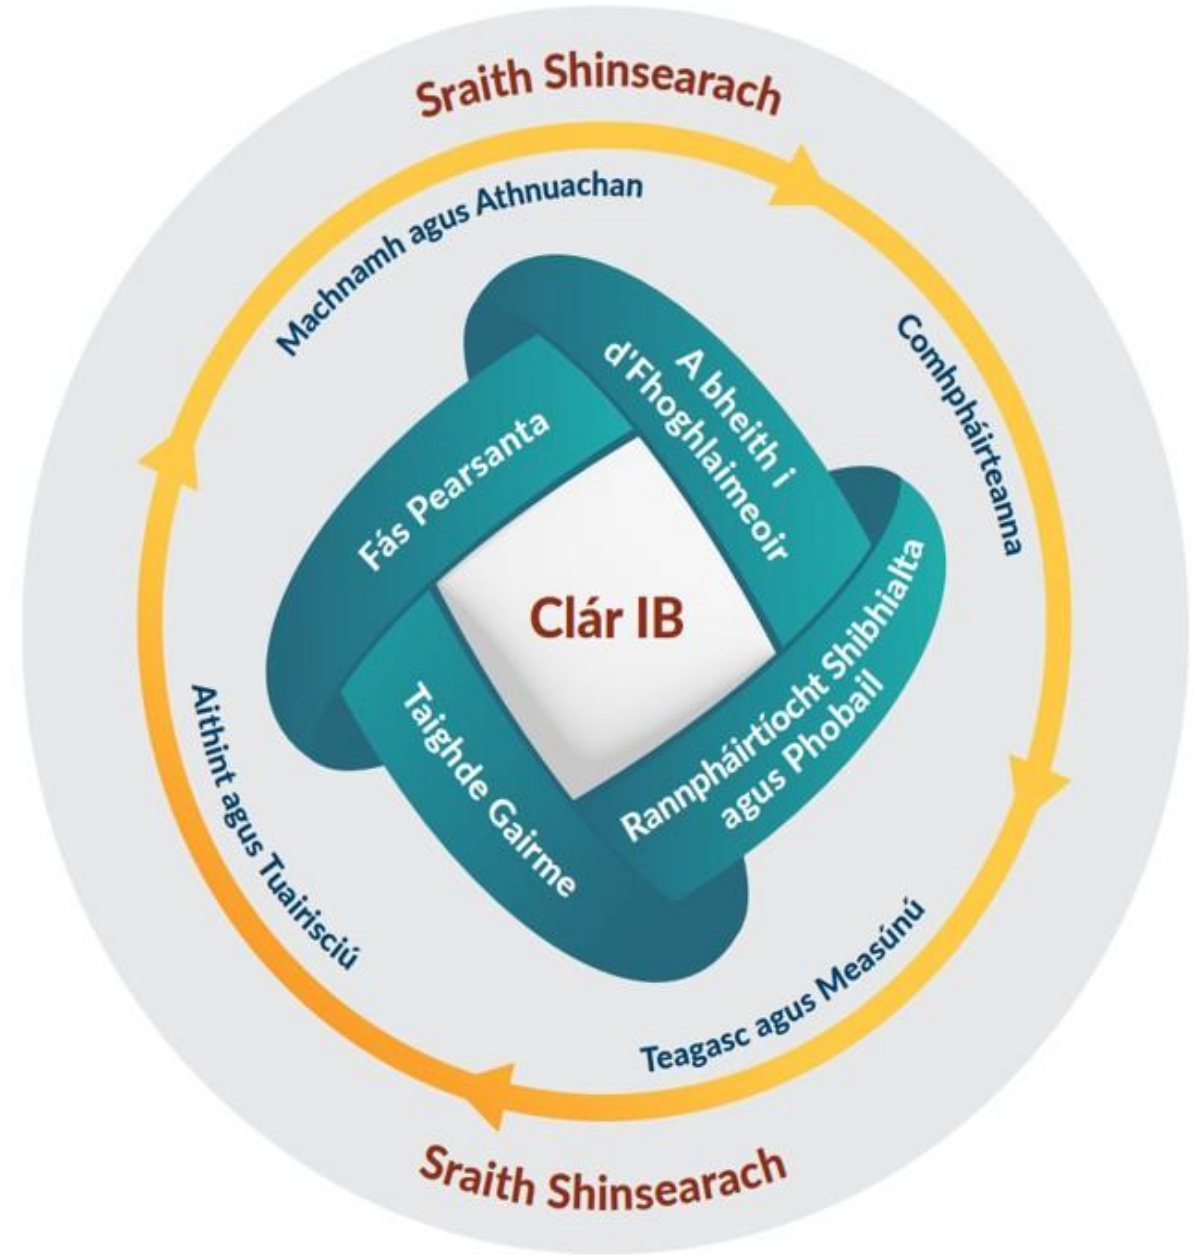 Sraith Shinsearach
Machnamh agus Athnuachan
Comhpháirteanna
Teagasc agus Measúnú
Aithint agus Tuairisciú
A bheith i
d'Fhoghlaimeoir
Fás Pearsanta
Clár IB
Rannpháirtíocht Shibhialta
agus Phobail
Taighde Gairme
Sraith Shinsearach